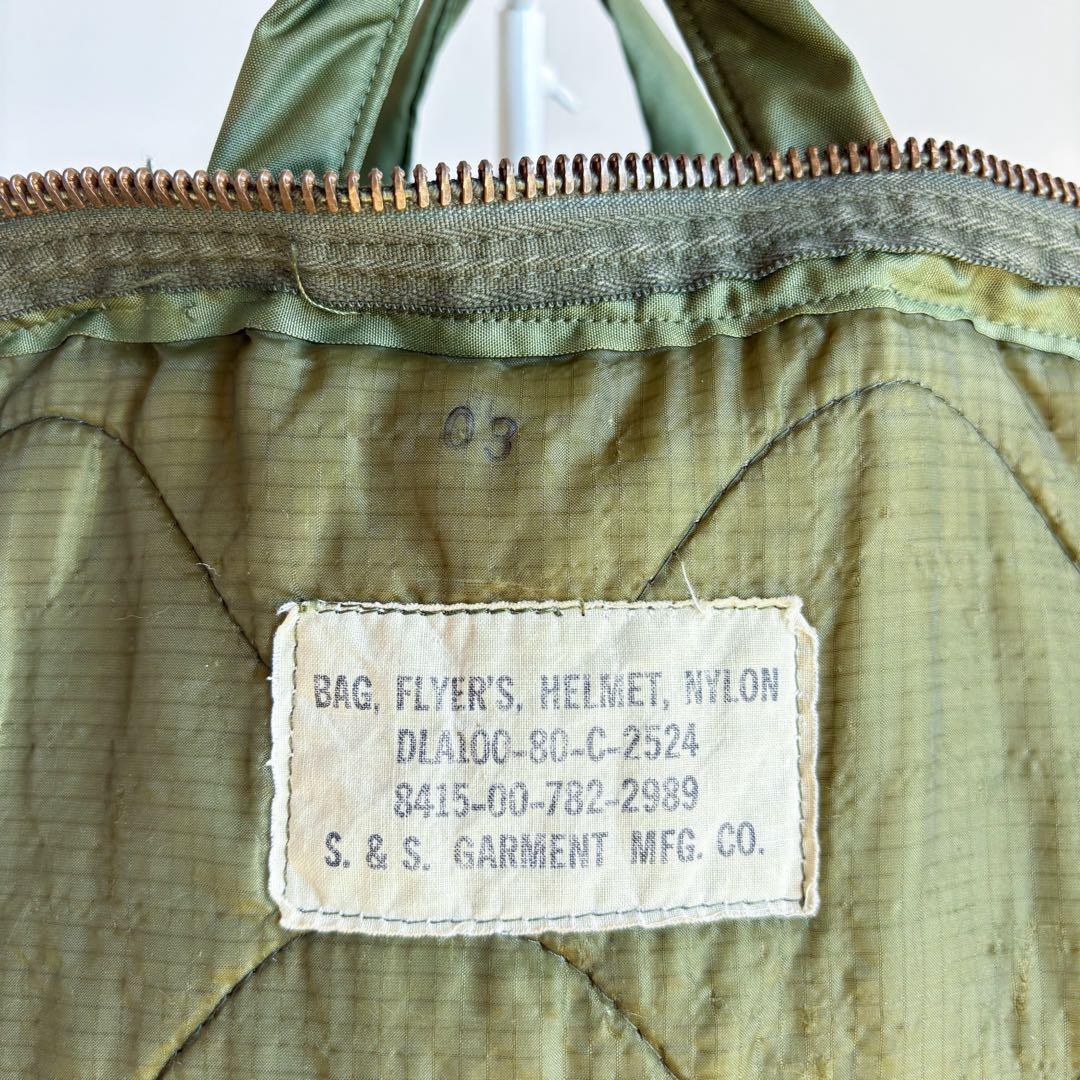 03
BAG, FLYER'S, HELMET, NYLON
DLA100-80-C-2524
8415-00-782-2989
S. & S. GARMENT MFG. CO.